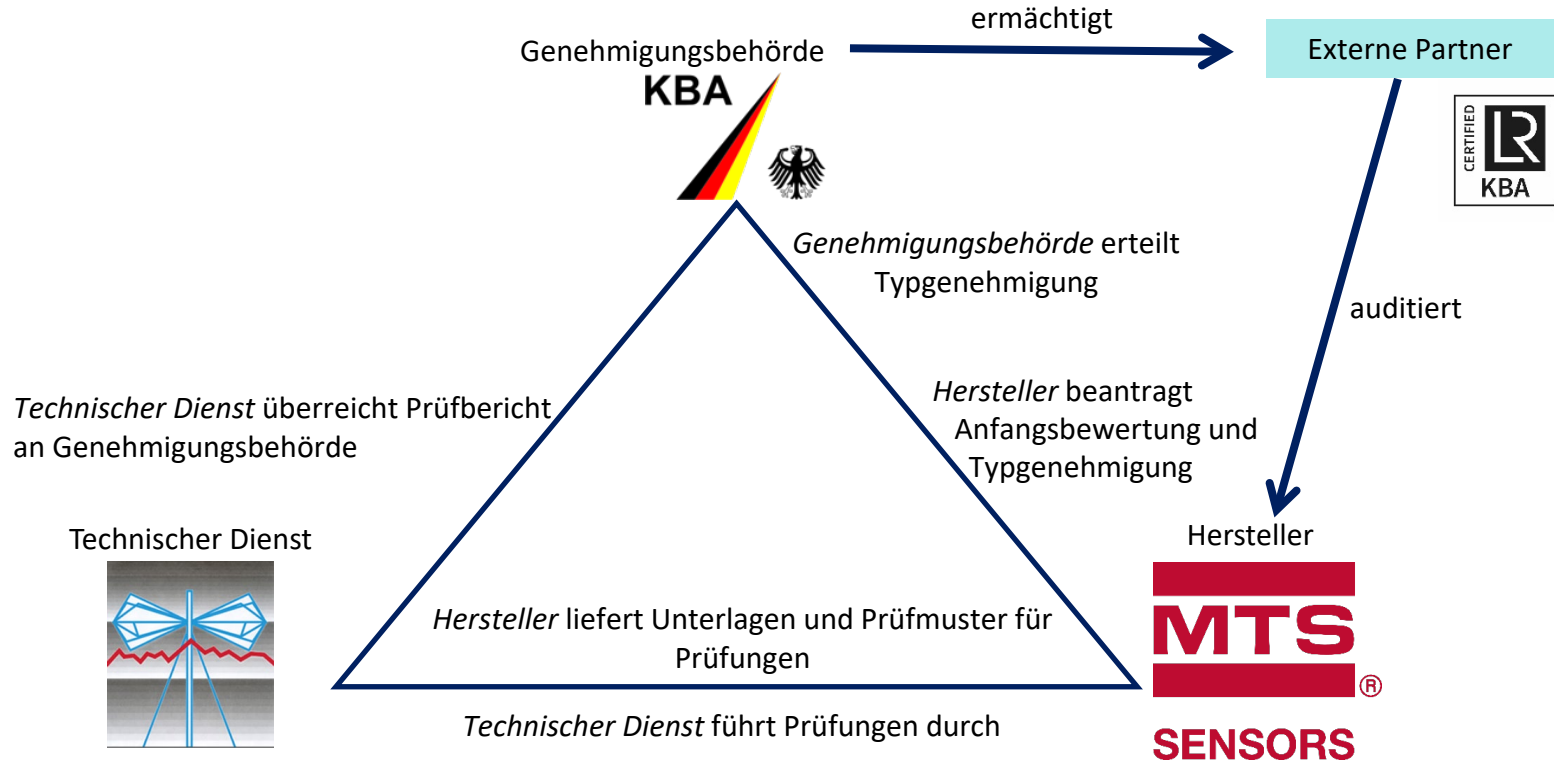 ermächtigt
Genehmigungsbehörde
Externe Partner
KBA
CERTIFIED
LR
KBA
Genehmigungsbehörde erteilt
Typgenehmigung
auditiert
Hersteller beantragt
Anfangsbewertung und
Typgenehmigung
Technischer Dienst überreicht Prüfbericht
an Genehmigungsbehörde
Technischer Dienst
Hersteller
Hersteller liefert Unterlagen und Prüfmuster für
Prüfungen
MTS
®
Technischer Dienst führt Prüfungen durch
SENSORS